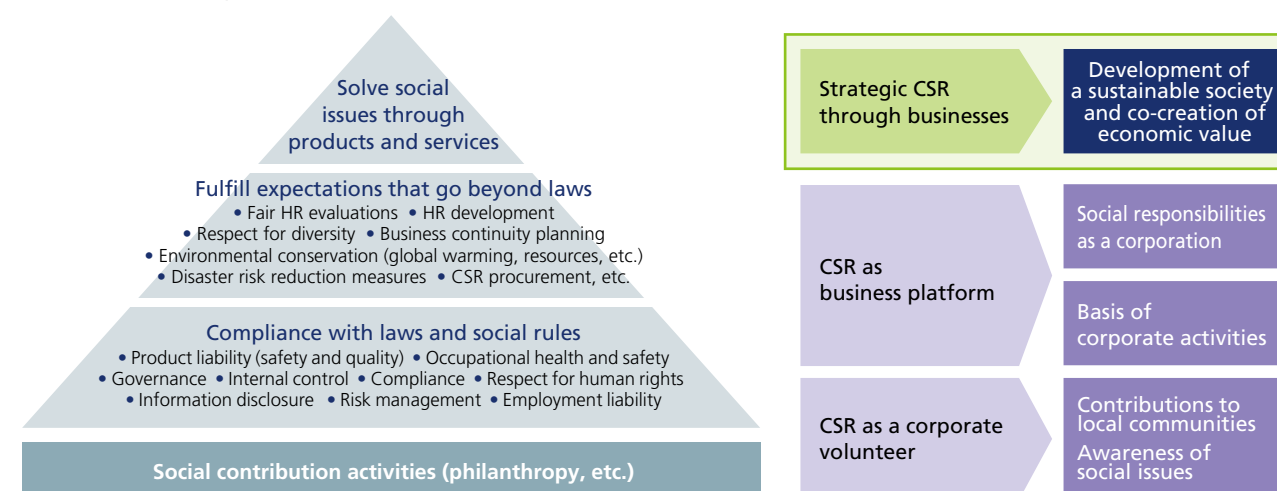 Solve social
issues through
products and services
Fulfill expectations that go beyond laws
• Fair HR evaluations • HR development
• Respect for diversity • Business continuity planning
• Environmental conservation (global warming, resources, etc.)
• Disaster risk reduction measures • CSR procurement, etc.
Compliance with laws and social rules
• Product liability (safety and quality) • Occupational health and safety
• Governance • Internal control • Compliance • Respect for human rights
• Information disclosure • Risk management • Employment liability
Social contribution activities (philanthropy, etc.)
Strategic CSR
through businesses
Development of
a sustainable society
and co-creation of
economic value
CSR as
business platform
Social responsibilities
as a corporation
Basis of
corporate activities
CSR as a corporate
volunteer
Contributions to
local communities
Awareness of
social issues